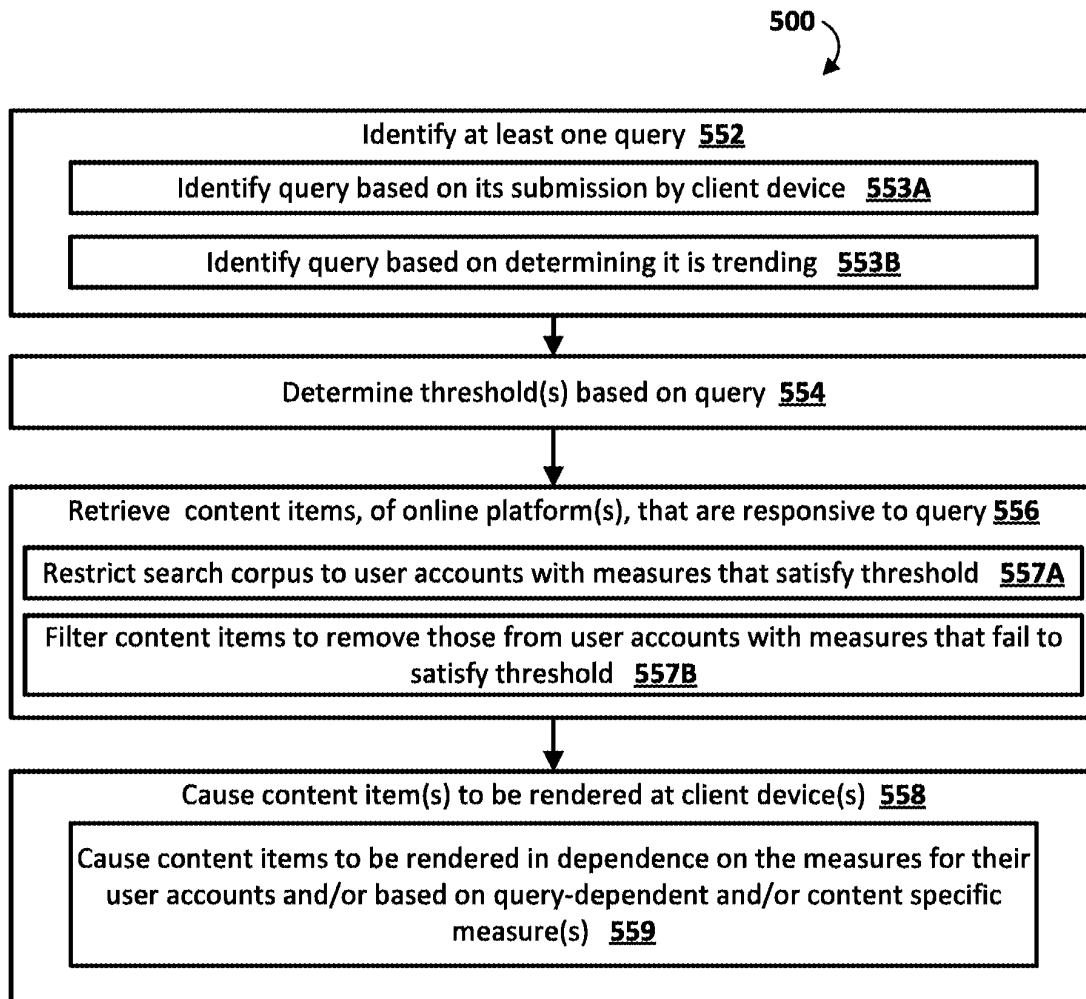 500
Identify at least one query 552
Identify query based on its submission by client device 553A
Identify query based on determining it is trending 553B
Determine threshold(s) based on query 554
Retrieve content items, of online platform(s), that are responsive to query 556
Restrict search corpus to user accounts with measures that satisfy threshold 557A
Filter content items to remove those from user accounts with measures that fail to
satisfy threshold 557B
Cause content item(s) to be rendered at client device(s) 558
Cause content items to be rendered in dependence on the measures for their
user accounts and/or based on query-dependent and/or content specific
measure(s) 559